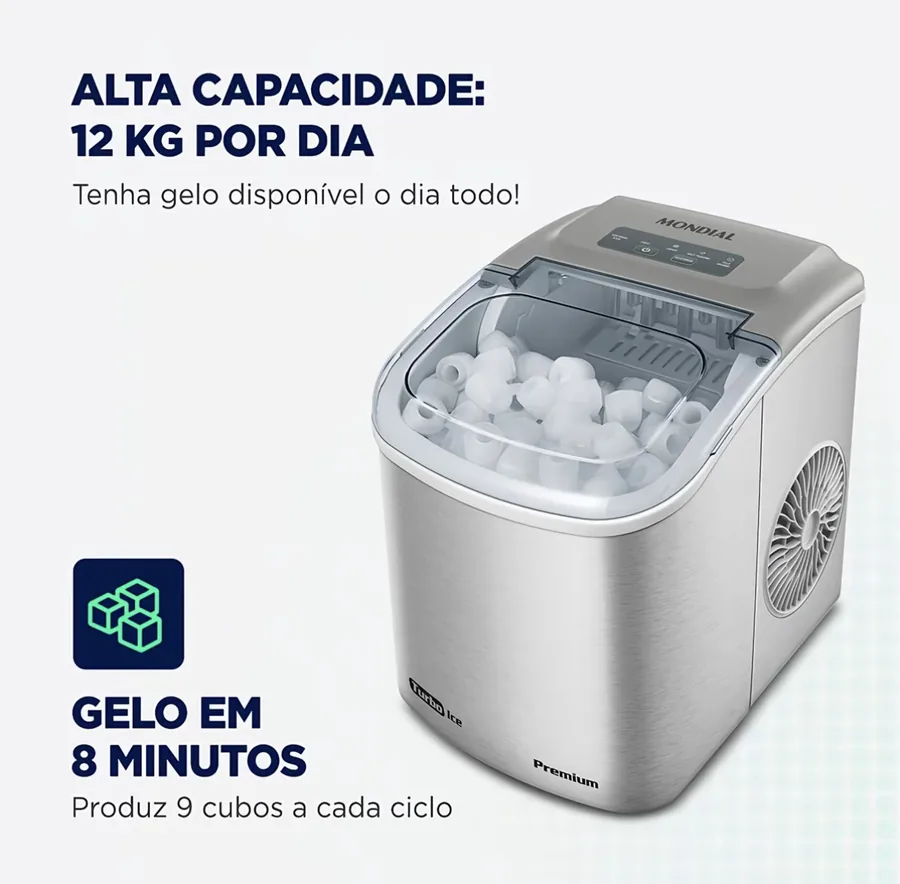 ALTA CAPACIDADE:
12 KG POR DIA
Tenha gelo disponível o dia todo!
MONDIAL
GELO EM
8 MINUTOS
Produz 9 cubos a cada ciclo
Turbo Ice
Premium